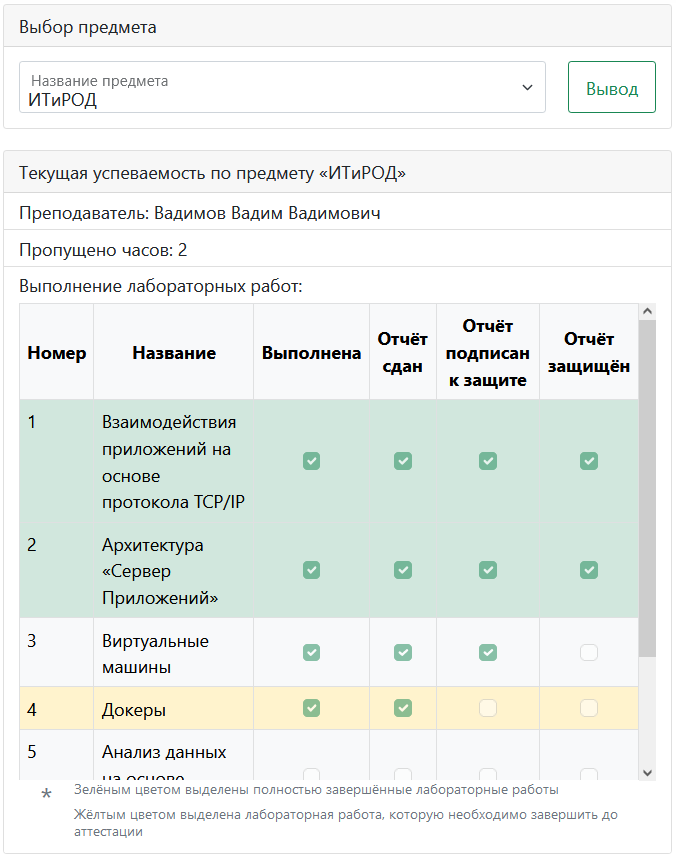 Выбор предмета
Название предмета
ИТиРОД
Вывод
Текущая успеваемость по предмету «ИТиРОД»
Преподаватель: Вадимов Вадим Вадимович
Пропущено часов: 2
Выполнение лабораторных работ:
Номер
Название
Выполнена
Отчёт
сдан
Отчёт
подписан
к защите
Отчёт
защищён
1
Взаимодействия
приложений на
основе
протокола TCP/IP
2
Архитектура
«Сервер
Приложений»
3
Виртуальные
машины
4
Докеры
5
Анализ данных
на основе
* Зелёным цветом выделены полностью завершённые лабораторные работы
Жёлтым цветом выделена лабораторная работа, которую необходимо завершить до
аттестации